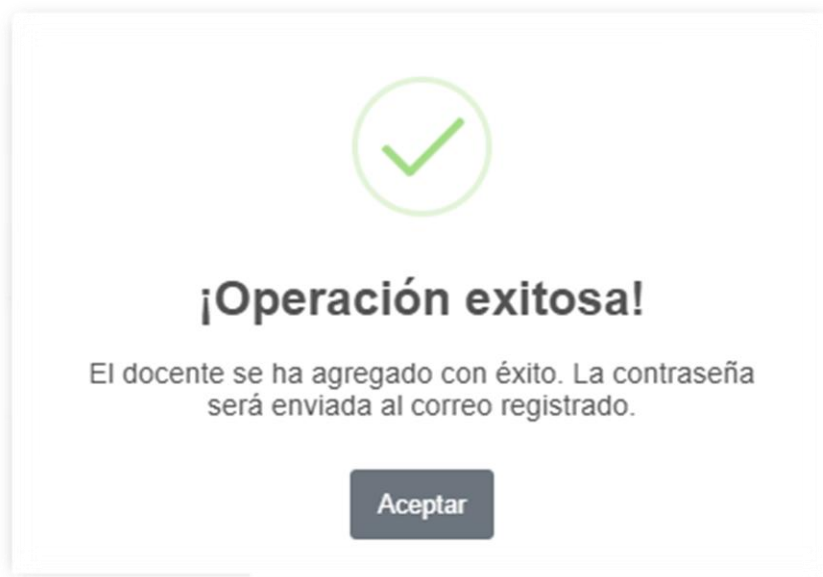 ¡Operación exitosa!
El docente se ha agregado con éxito. La contraseña
será enviada al correo registrado.
Aceptar